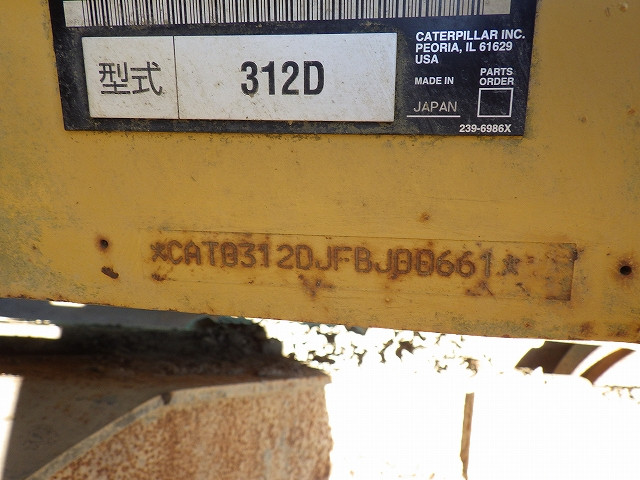 CATERPILLAR INC.
PEORIA, IL 61629
USA
型式 312D
MADE IN
JAPAN
PARTS
ORDER
239-6986X
*CAT0312DJFBJ00661*